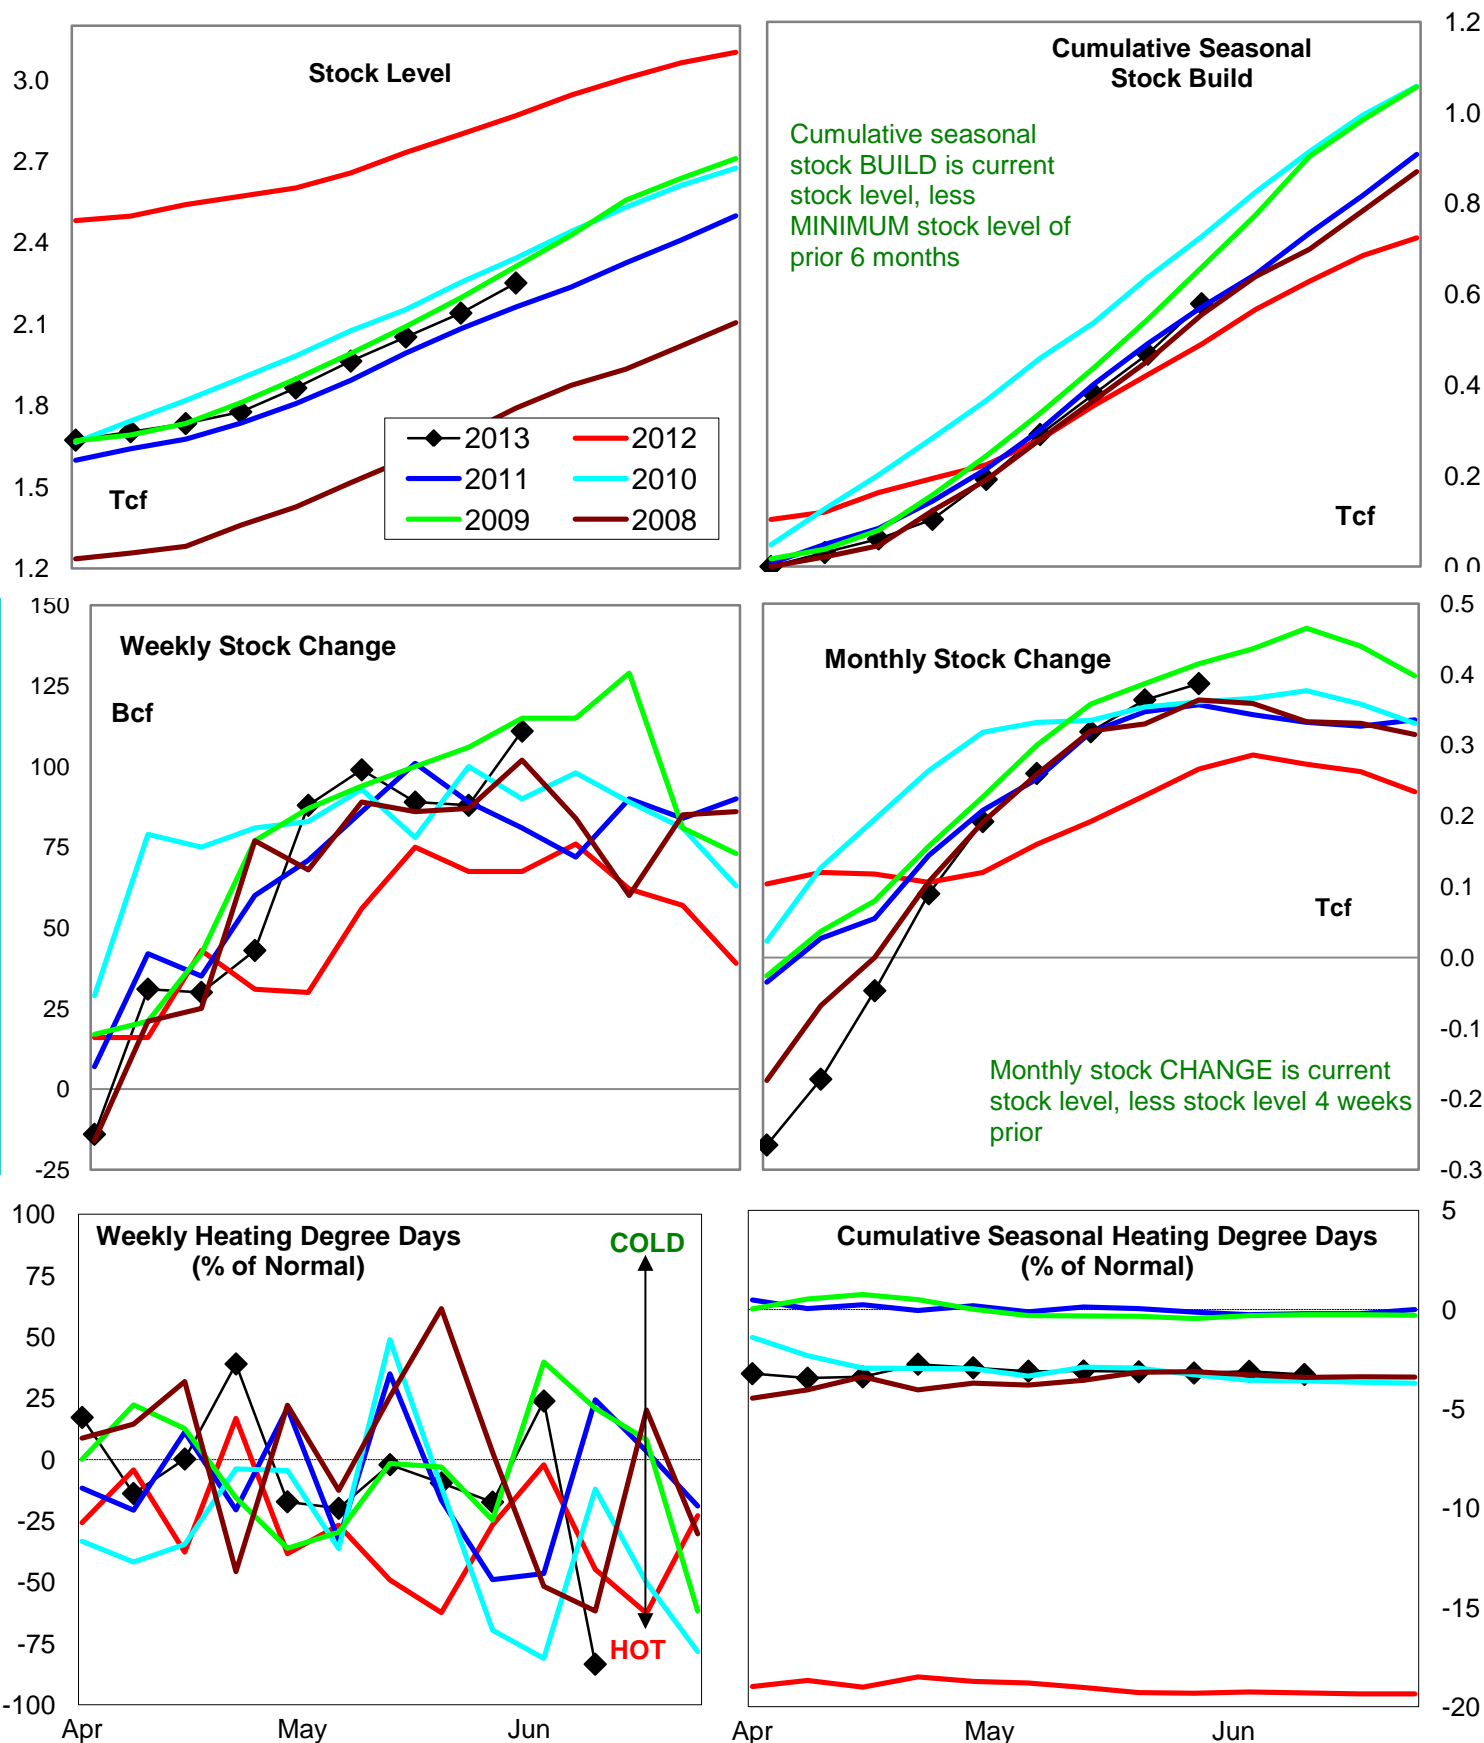 Stock Level
3.0
2.7
2.4
2.1
1.8
1.5
1.2
Tcf
2013
2012
2011
2010
2009
2008
Cumulative Seasonal
Stock Build
Cumulative seasonal
stock BUILD is current
stock level, less
MINIMUM stock level of
prior 6 months
Tcf
1.2
1.0
0.8
0.6
0.4
0.2
0.0
Weekly Stock Change
Bcf
150
125
100
75
50
25
0
-25
Monthly Stock Change
Tcf
Monthly stock CHANGE is current
stock level, less stock level 4 weeks
prior
0.5
0.4
0.3
0.2
0.1
0.0
-0.1
-0.2
-0.3
Weekly Heating Degree Days
(% of Normal)
COLD
HOT
100
75
50
25
0
-25
-50
-75
-100
Apr
May
Jun
Cumulative Seasonal Heating Degree Days
(% of Normal)
5
0
-5
-10
-15
-20
Apr
May
Jun